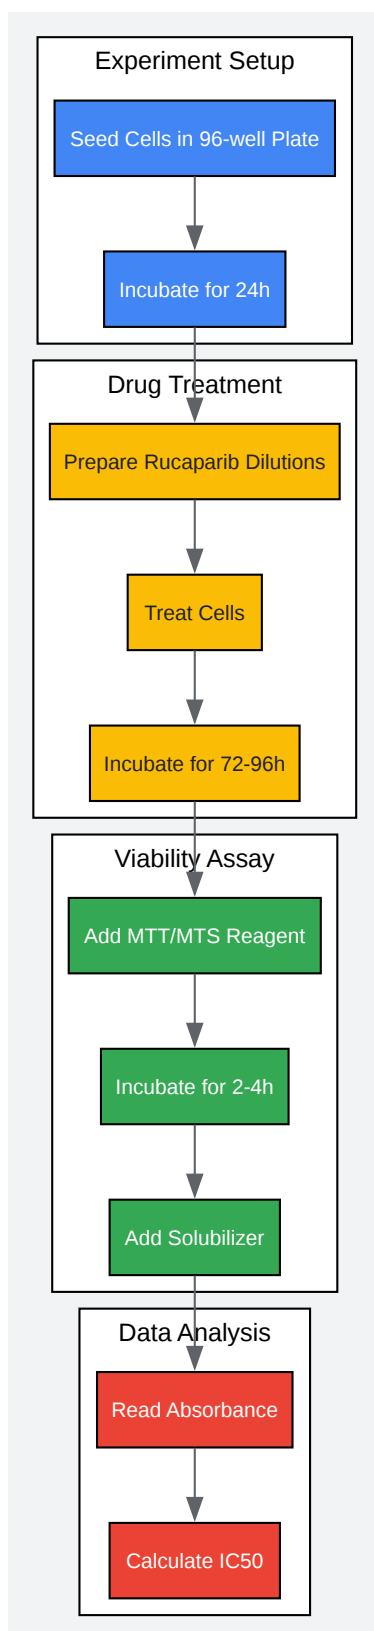 Experiment Setup
Seed Cells in 96-well Plate
Incubate for 24h
Drug Treatment
Prepare Rucaparib Dilutions
Treat Cells
Incubate for 72-96h
Viability Assay
Add MTT/MTS Reagent
Incubate for 2-4h
Add Solubilizer
Data Analysis
Read Absorbance
Calculate IC50